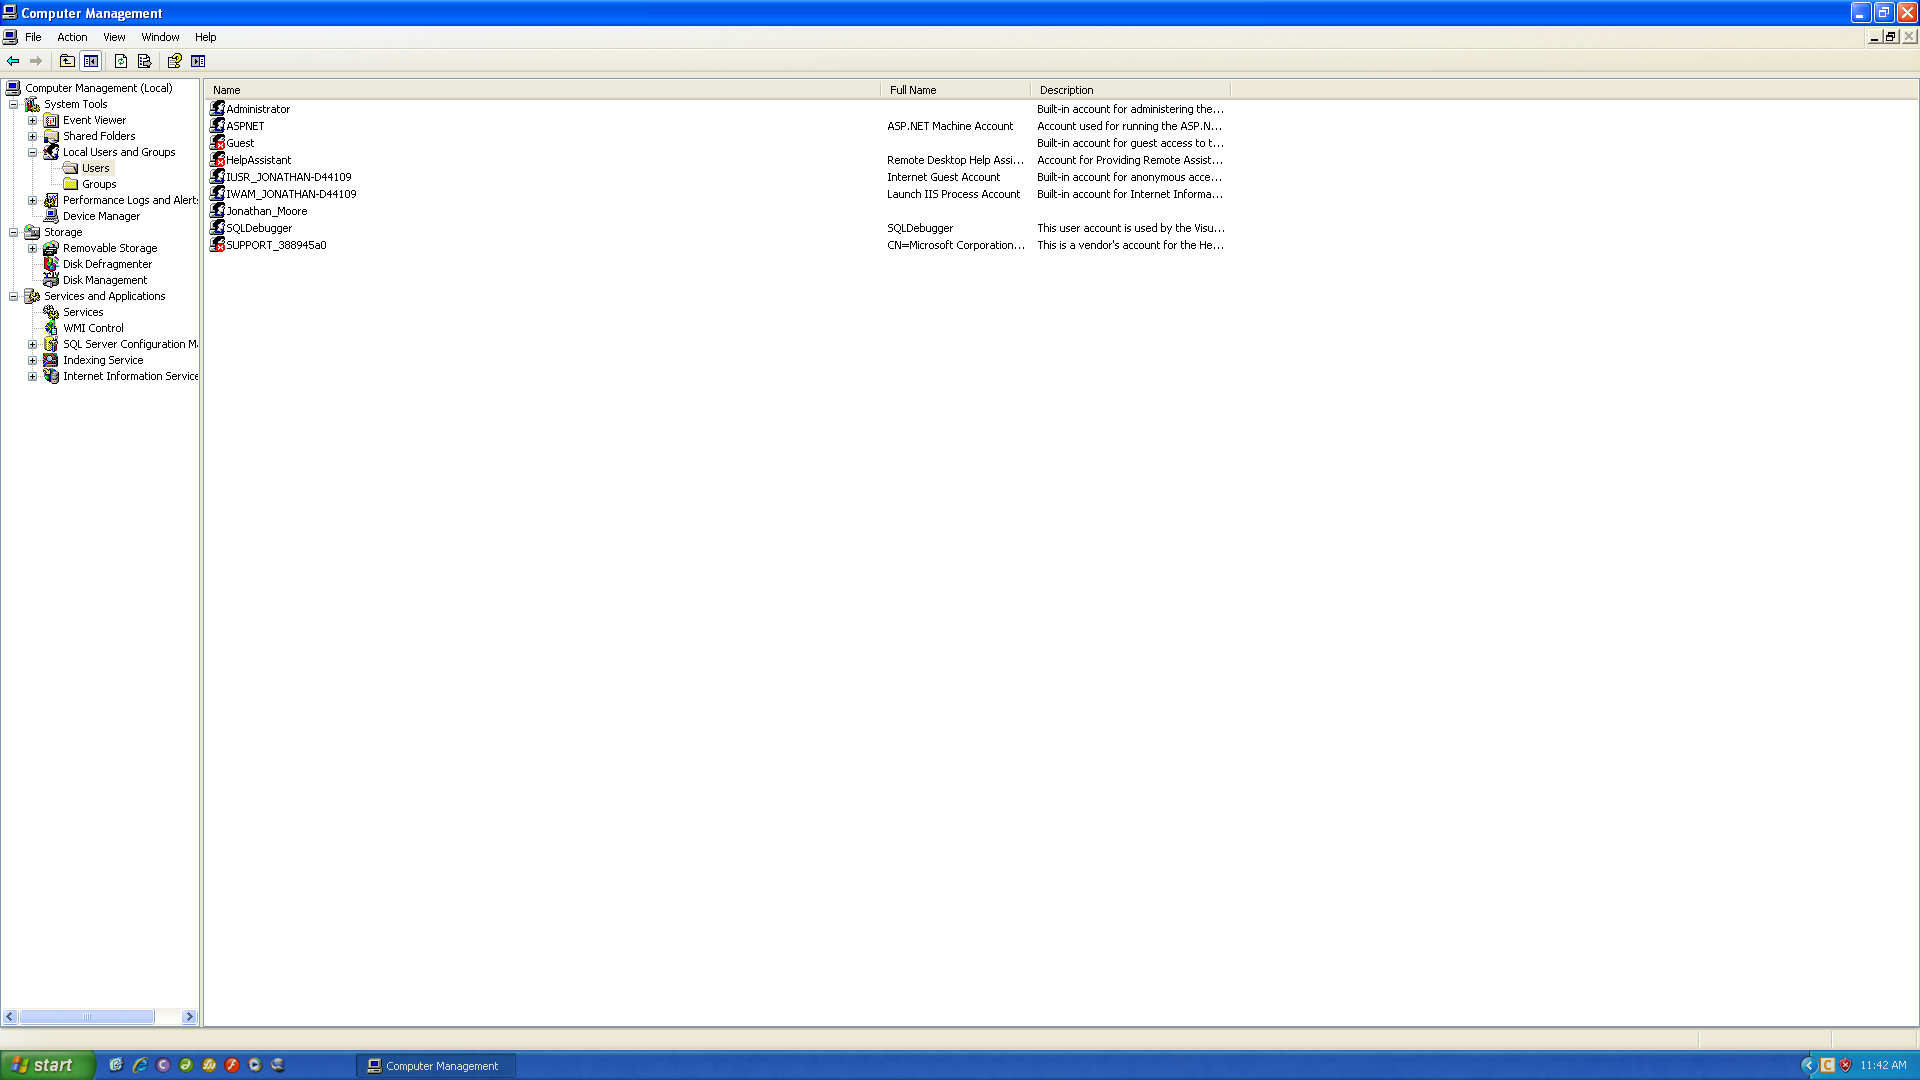 Computer Management
File Action View Window Help
Computer Management (Local)
System Tools
Event Viewer
Shared Folders
Local Users and Groups
Users
Groups
Performance Logs and Alerts
Device Manager
Storage
Removable Storage
Disk Defragmenter
Disk Management
Services and Applications
Services
WMI Control
SQL Server Configuration M
Indexing Service
Internet Information Service
Name Full Name Description
Administrator Built-in account for administering the...
ASPNET ASP.NET Machine Account Account used for running the ASP.N...
Guest Built-in account for guest access to t...
HelpAssistant Remote Desktop Help Assi... Account for Providing Remote Assist...
IUSR_JONATHAN-D44109 Internet Guest Account Built-in account for anonymous acce...
IWAM_JONATHAN-D44109 Launch IIS Process Account Built-in account for Internet Informa...
Jonathan_Moore
SQLDebugger SQLDebugger This user account is used by the Visu...
SUPPORT_388945a0 CN=Microsoft Corporation... This is a vendor's account for the He...
start Computer Management 11:42 AM